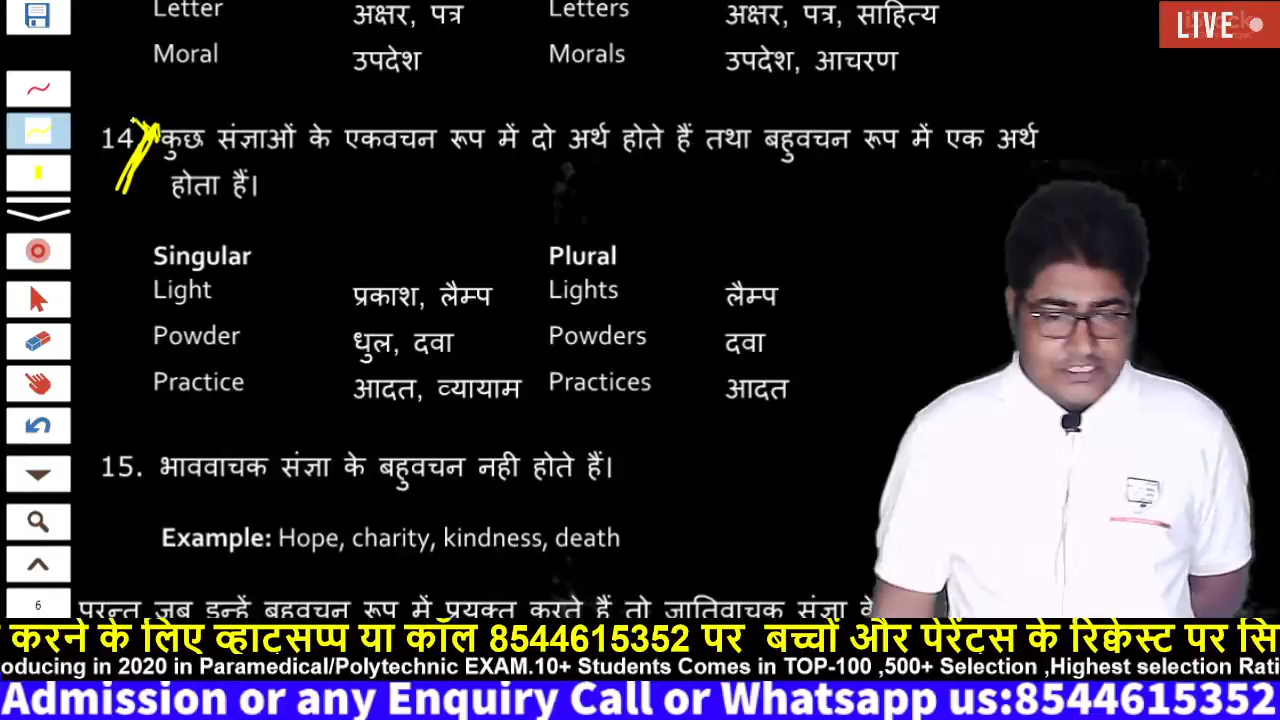 Letter अक्षर, पत्र Letters अक्षर, पत्र, साहित्य
LIVE
Moral उपदेश Morals उपदेश, आचरण
14 कुछ संज्ञाओं के एकवचन रूप में दो अर्थ होते हैं तथा बहुवचन रूप में एक अर्थ
होता हैं।
Singular Plural
Light प्रकाश, लैम्प Lights लैम्प
Powder धुल, दवा Powders दवा
Practice आदत, व्यायाम Practices आदत
15. भाववाचक संज्ञा के बहुवचन नही होते हैं।
Example: Hope, charity, kindness, death
6
परन्तु जब इन्हें बहुवचन रूप में प्रयुक्त करते हैं तो जातिवाचक संज्ञा के
करने के लिए व्हाट्सप्प या कॉल 8544615352 पर बच्चों और पेरेंट्स के रिक्वेस्ट पर सि
oducing in 2020 in Paramedical/Polytechnic EXAM.10+ Students Comes in TOP-100 ,500+ Selection ,Highest selection Rati
Admission or any Enquiry Call or Whatsapp us:8544615352